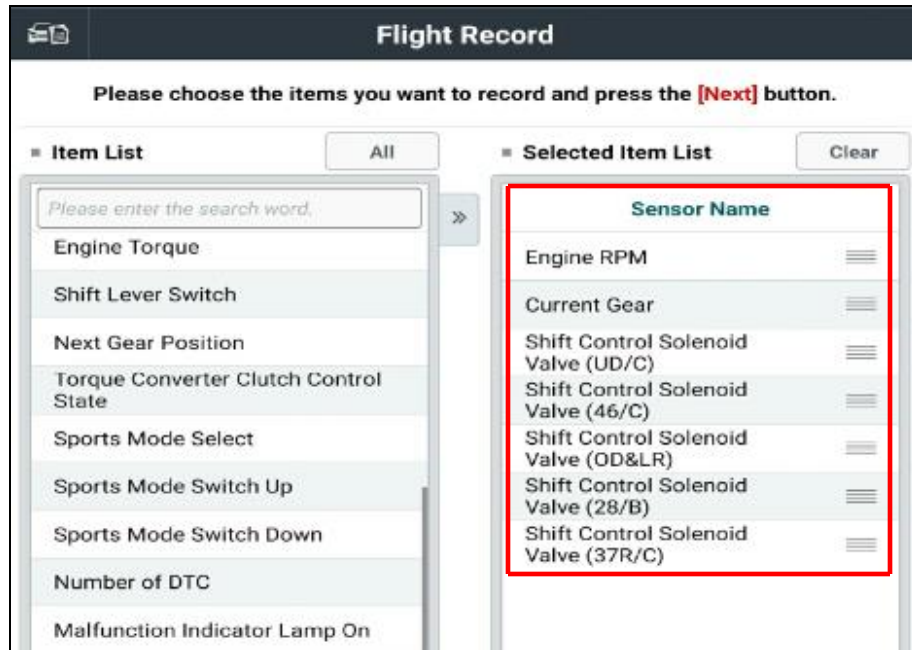 Flight Record
Please choose the items you want to record and press the [Next] button.
Item List
All
Please enter the search word.
Engine Torque
Shift Lever Switch
Next Gear Position
Torque Converter Clutch Control
State
Sports Mode Select
Sports Mode Switch Up
Sports Mode Switch Down
Number of DTC
Malfunction Indicator Lamp On
»
Selected Item List
Clear
Sensor Name
Engine RPM
Current Gear
Shift Control Solenoid
Valve (UD/C)
Shift Control Solenoid
Valve (46/C)
Shift Control Solenoid
Valve (OD&LR)
Shift Control Solenoid
Valve (28/B)
Shift Control Solenoid
Valve (37R/C)